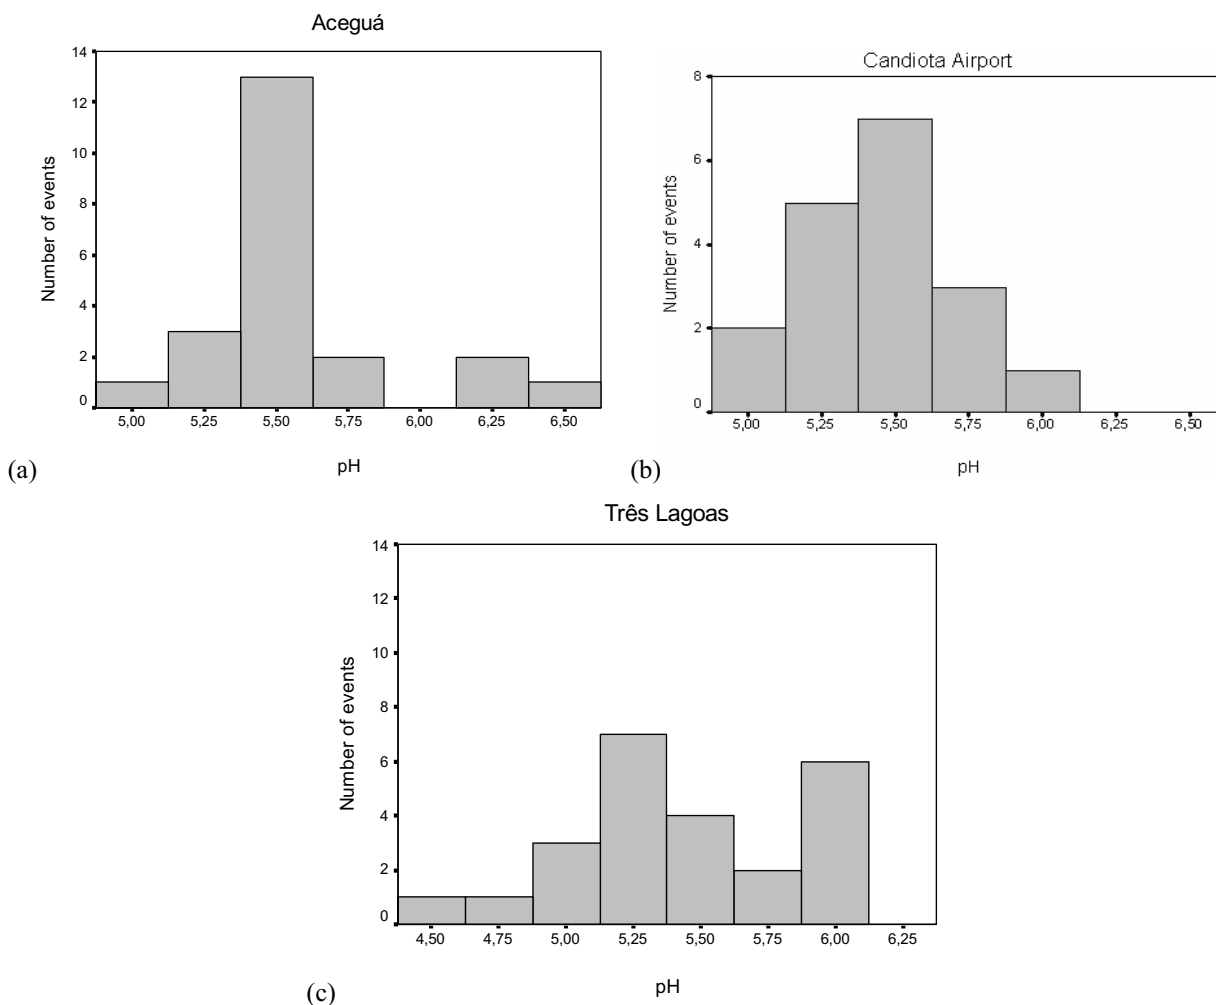 Aceguá
14
12
10
8
6
4
2
0
Number of events
5,00 5,25 5,50 5,75 6,00 6,25 6,50
pH
(a)
Candiota Airport
8
6
4
2
0
Number of events
5,00 5,25 5,50 5,75 6,00 6,25 6,50
pH
(b)
Três Lagoas
14
12
10
8
6
4
2
0
Number of events
4,50 4,75 5,00 5,25 5,50 5,75 6,00 6,25
pH
(c)